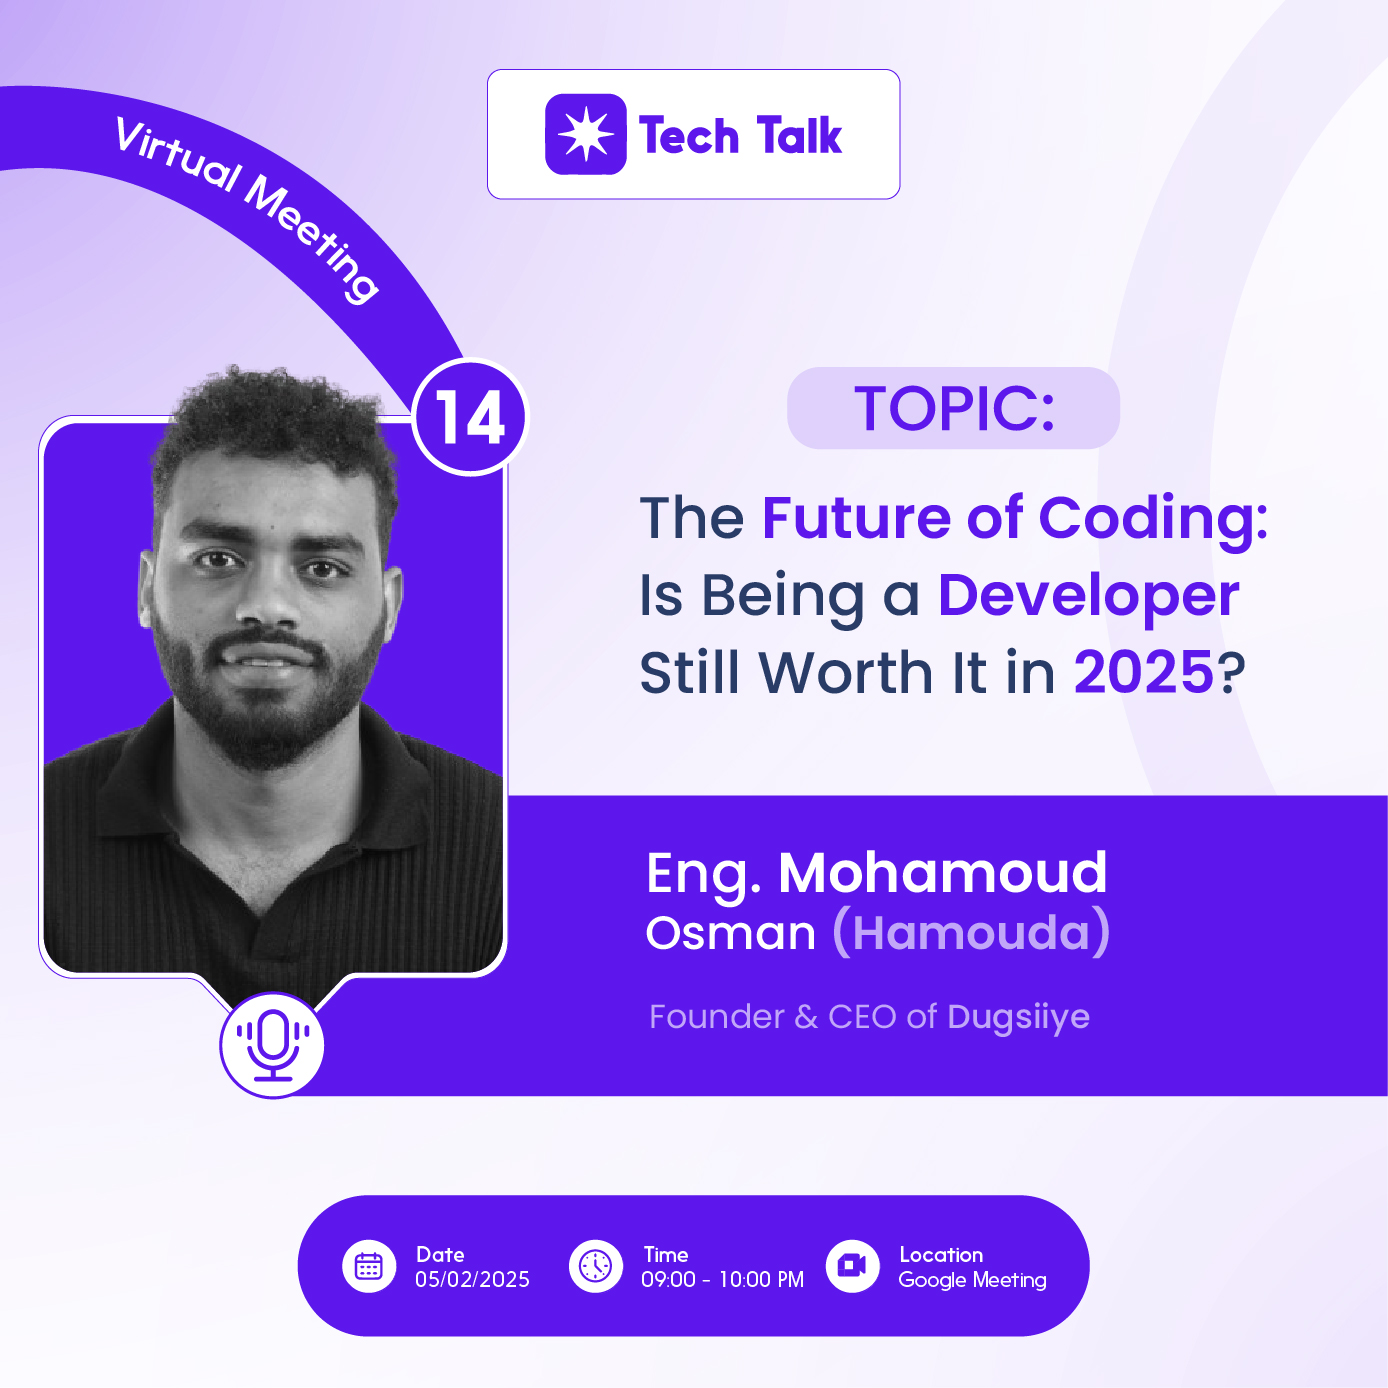 Tech Talk
Virtual Meeting
14
TOPIC:
The Future of Coding:
Is Being a Developer
Still Worth It in 2025?
Eng. Mohamoud
Osman (Hamouda)
Founder & CEO of Dugsiiye
Date
05/02/2025
Time
09:00 - 10:00 PM
Location
Google Meeting